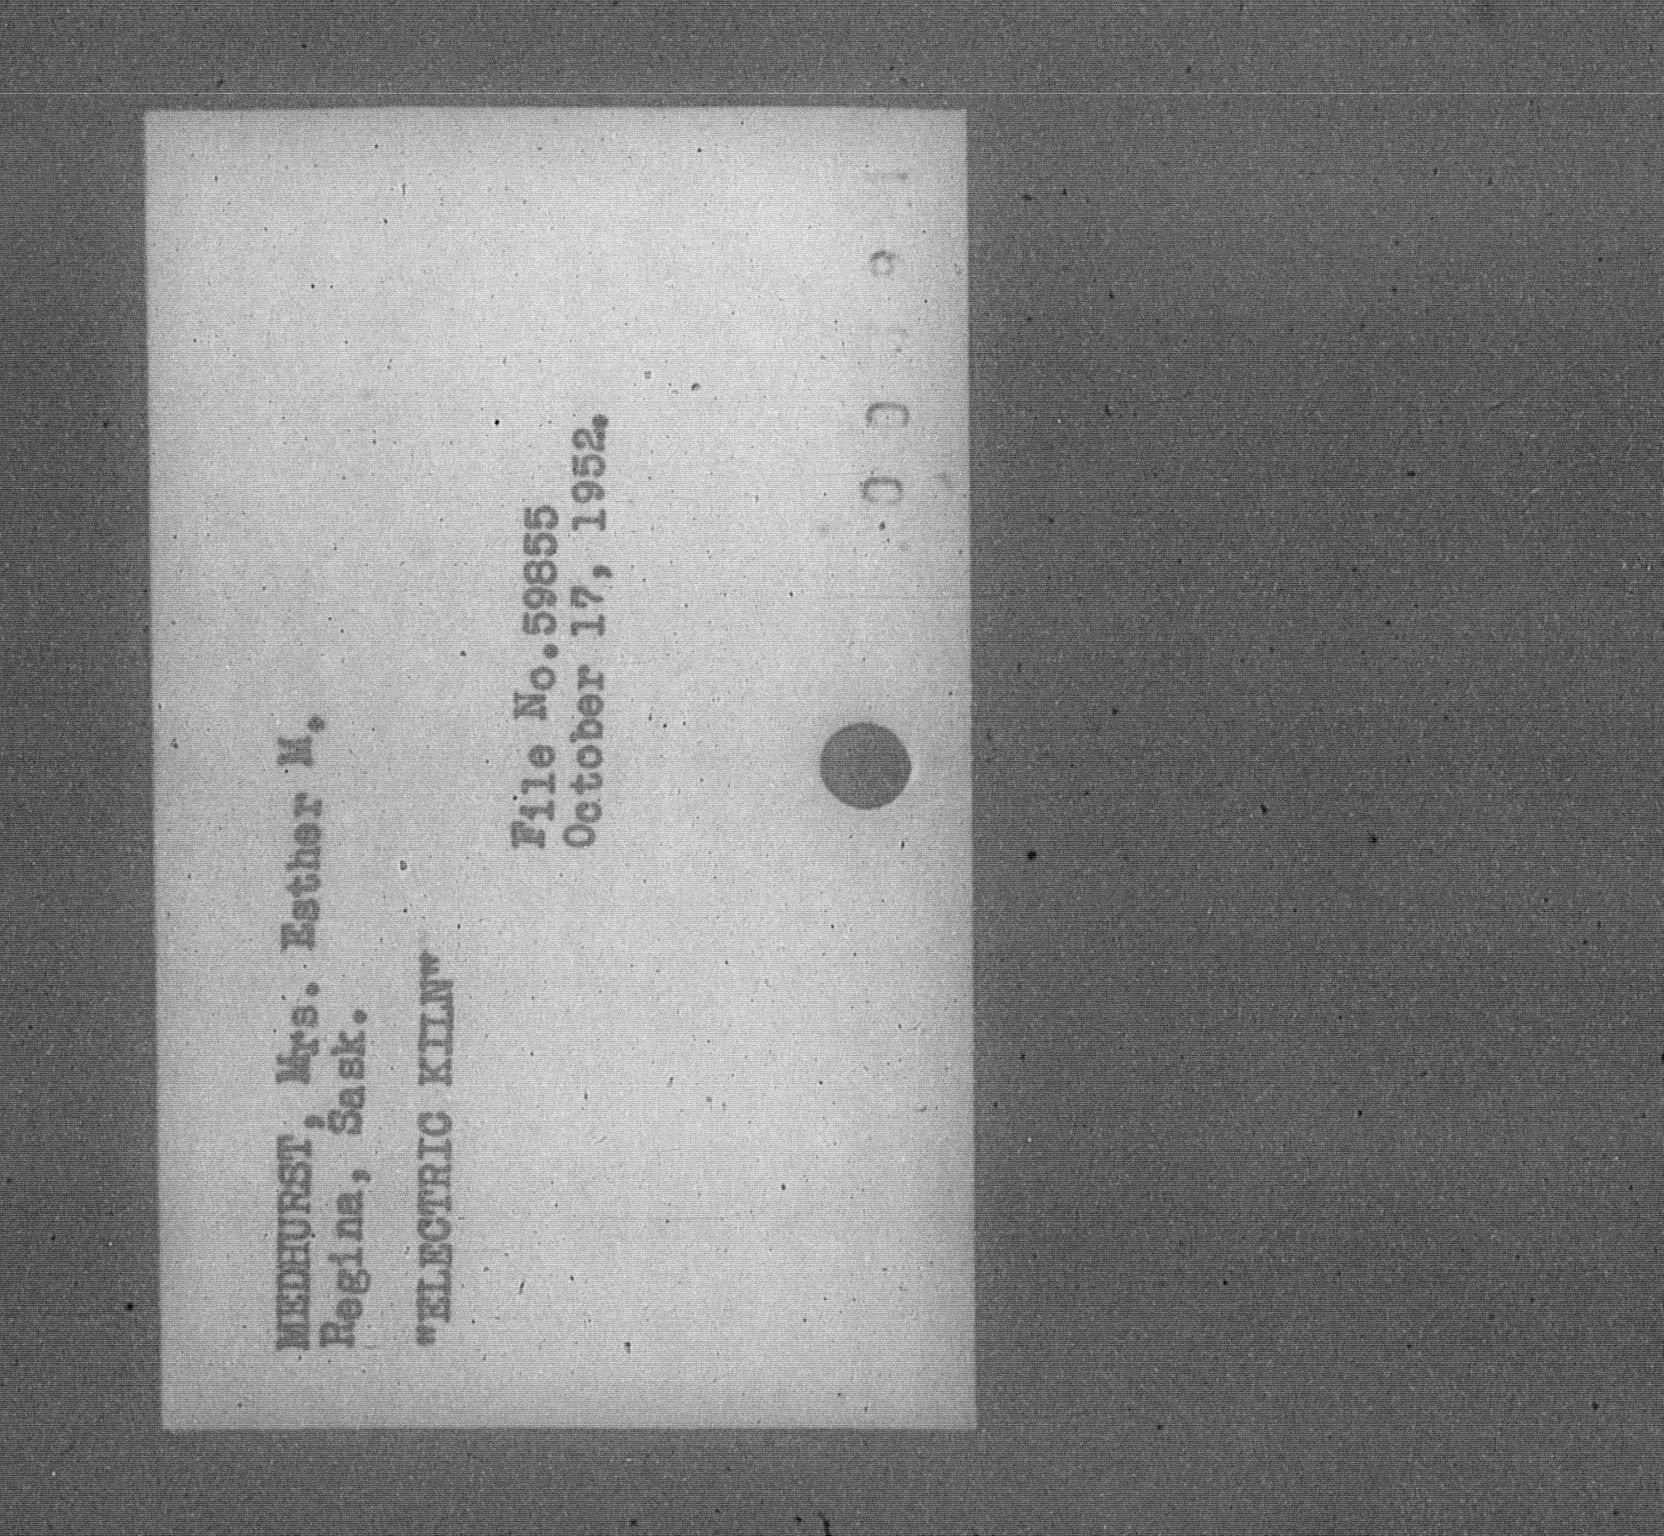 MEDHURST, Mrs. Esther M.
Regina, Sask.
"ELECTRIC KILN"
File No.59855
October 17, 1952.